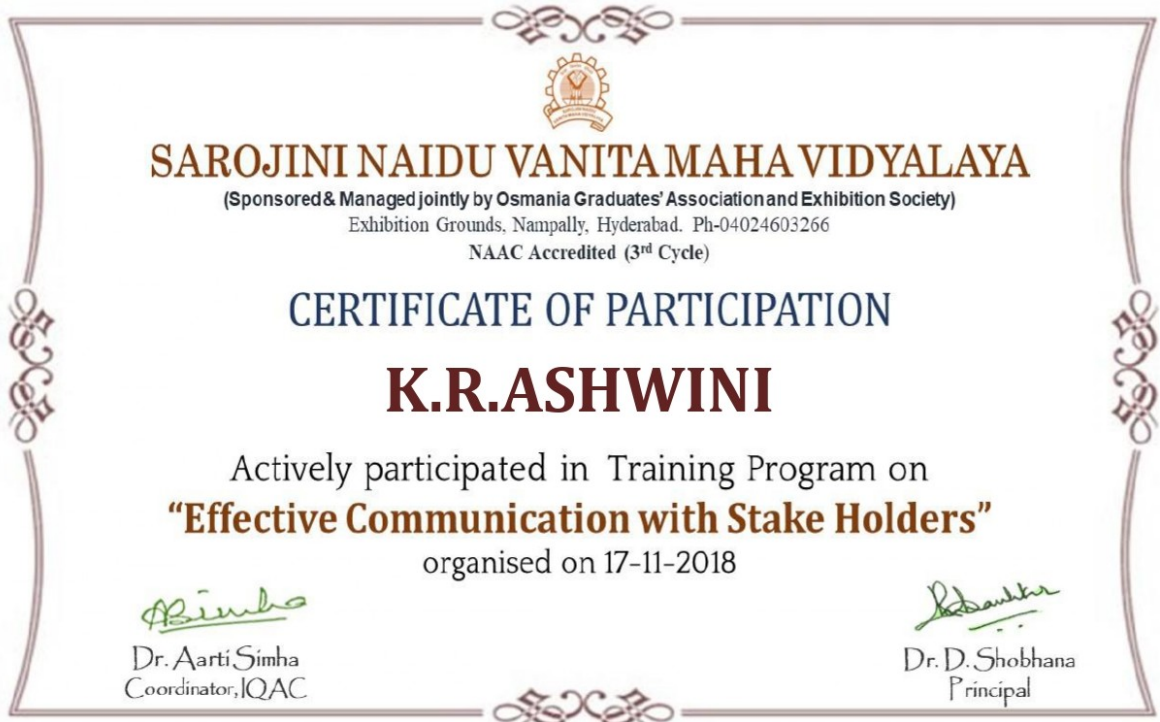 SAROJINI NAIDU VANITA MAHA VIDYALAYA
(Sponsored & Managed jointly by Osmania Graduates' Association and Exhibition Society)
Exhibition Grounds, Nampally, Hyderabad. Ph-04024603266
NAAC Accredited (3rd Cycle)
CERTIFICATE OF PARTICIPATION
K.R.ASHWINI
Actively participated in Training Program on
“Effective Communication with Stake Holders”
organised on 17-11-2018
ASimha
Dr. Aarti Simha
Coordinator, IQAC
Dr. D. Shobhana
Principal